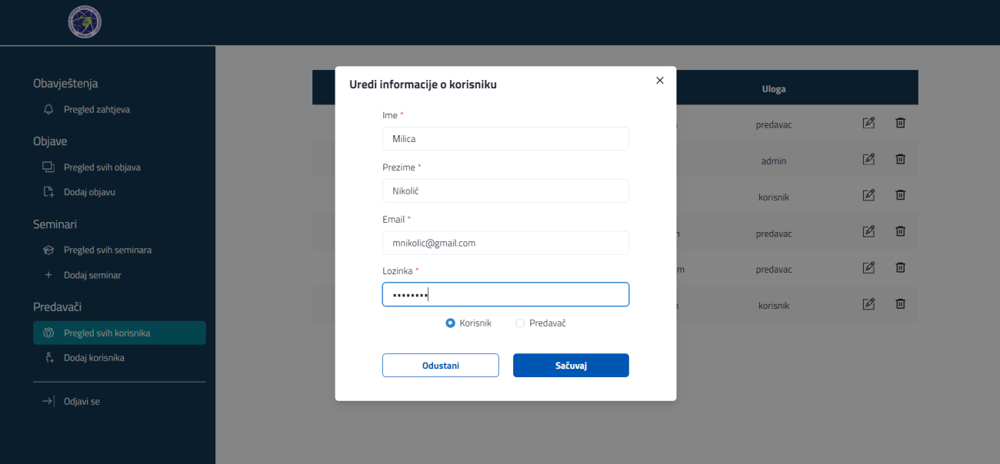 Obavještenja
Pregled zahtjeva
Objave
Pregled svih objava
Dodaj objavu
Seminari
Pregled svih seminara
Dodaj seminar
Predavači
Pregled svih korisnika
Dodaj korisnika
Odjavi se
Uredi informacije o korisniku
Ime *
Milica
Prezime *
Nikolić
Email *
mnikolic@gmail.com
Lozinka *
••••••••
Korisnik Predavač
Odustani Sačuvaj
Uloga
predavac
admin
korisnik
predavac
predavac
korisnik